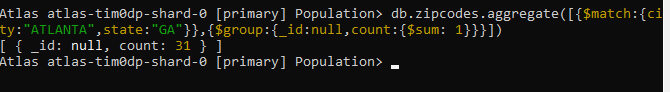 Atlas atlas-tim0dp-shard-0 [primary] Population> db.zipcodes.aggregate([{$match:{ci
ty:"ATLANTA",state:"GA"}},{$group:{_id:null,count:{$sum: 1}}}])
[ { _id: null, count: 31 } ]
Atlas atlas-tim0dp-shard-0 [primary] Population> _